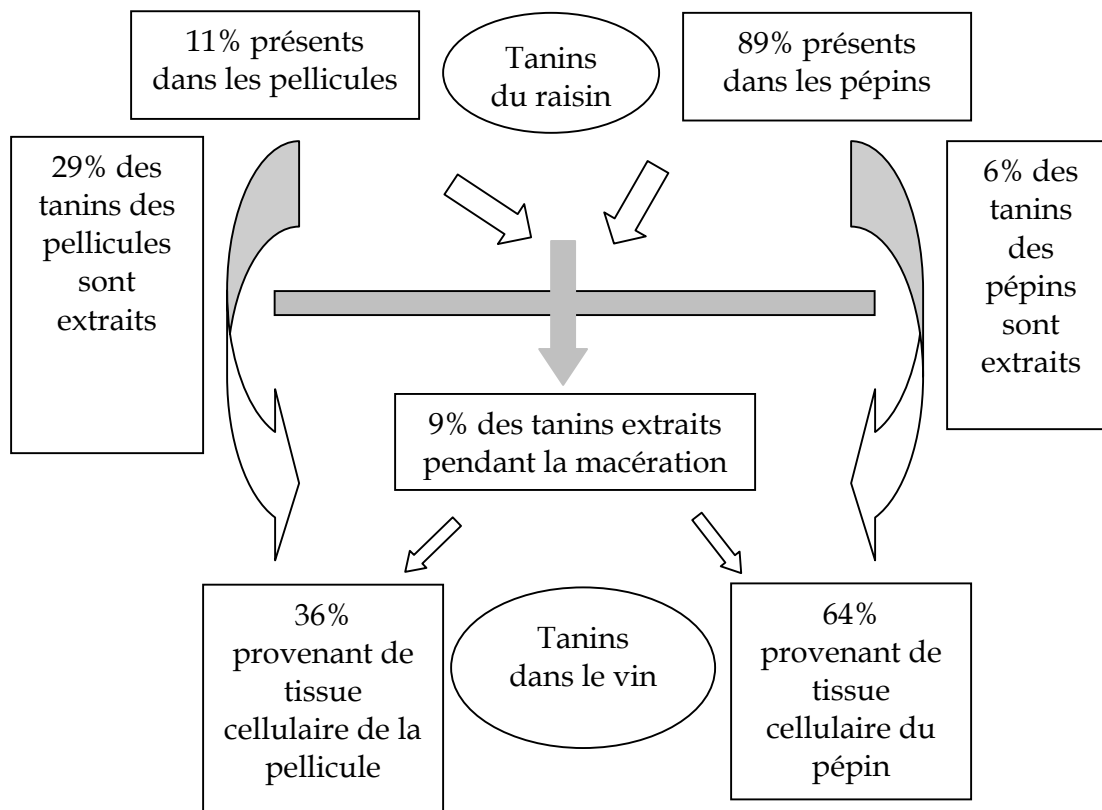 11% présents
dans les pellicules
Tanins
du raisin
89% présents
dans les pépins
29% des
tanins des
pellicules
sont
extraits
6% des
tanins
des
pépins
sont
extraits
9% des tanins extraits
pendant la macération
36%
provenant de
tissue
cellulaire de la
pellicule
Tanins
dans le vin
64%
provenant de
tissue
cellulaire du
pépin